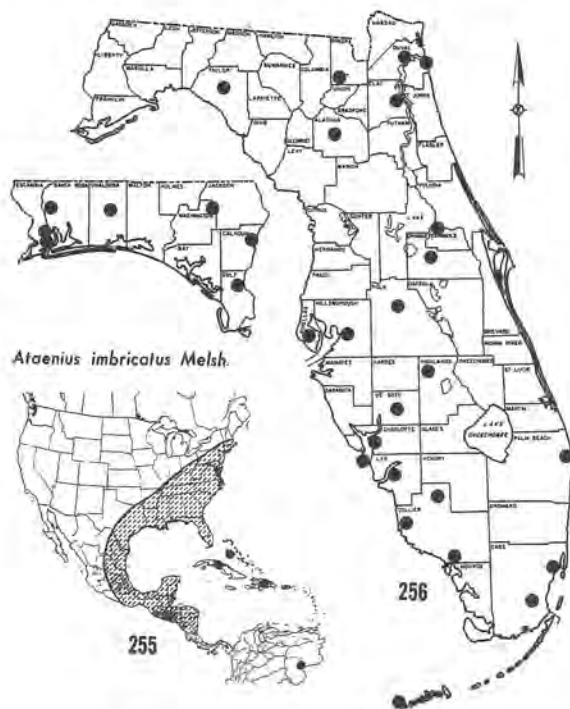 NASSAU
DUVAL
BAKER
LIBERTY
WAKULLA
TAYLOR
SUWANNEE
COLUMBIA
UNION
CLAY
FRANKLIN
LAFAYETTE
BRADFORD
DIXIE
ALACHUA
PUTNAM
FLAGLER
LEVY
MARION
VOLUSIA
ESCAMBIA
SANTA ROSA
OKALOOSA
WALTON
HOLMES
JACKSON
WASHINGTON
BAY
CALHOUN
GULF
CITRUS
SUMTER
LAKE
HERNANDO
PASCO
ORANGE
OSCEOLA
POLK
HILLSBOROUGH
PINELLAS
BREVARD
INDIAN RIVER
Ataenius imbricatus Melsh.
MANATEE
HARDEE
HIGHLANDS
OKEECHOBEE
ST. LUCIE
SARASOTA
DE SOTO
MARTIN
CHARLOTTE
GLADES
LAKE
OKEECHOBEE
PALM BEACH
LEE
HENDRY
BROWARD
COLLIER
DADE
MONROE
255
256